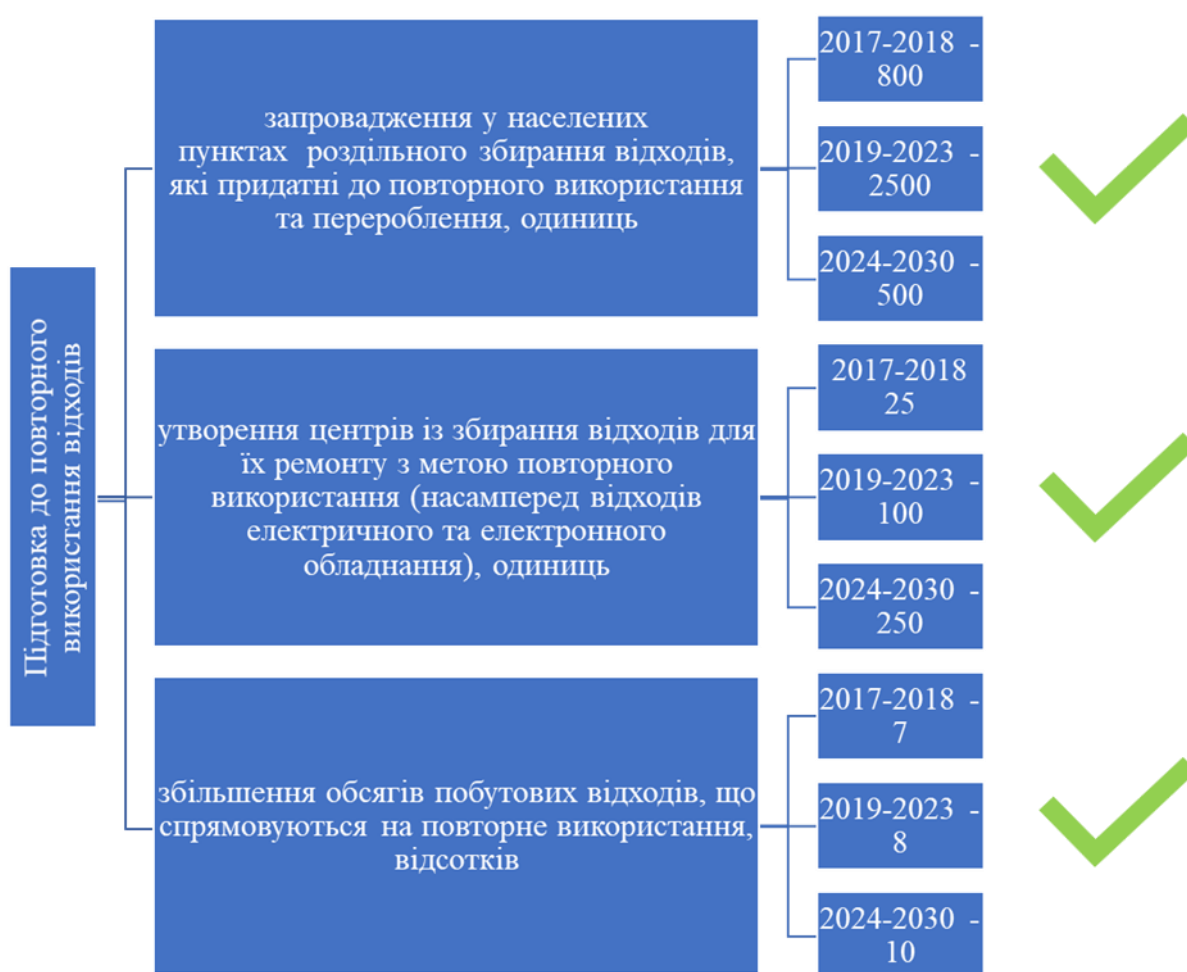 Підготовка до повторного
використання відходів
запровадження у населених
пунктах роздільного збирання відходів,
які придатні до повторного використання
та перероблення, одиниць
2017-2018 -
800
2019-2023 -
2500
2024-2030 -
500
утворення центрів із збирання відходів для
їх ремонту з метою повторного
використання (насамперед відходів
електричного та електронного
обладнання), одиниць
2017-2018
25
2019-2023 -
100
2024-2030 -
250
збільшення обсягів побутових відходів, що
спрямовуються на повторне використання,
відсотків
2017-2018 -
7
2019-2023 -
8
2024-2030 -
10